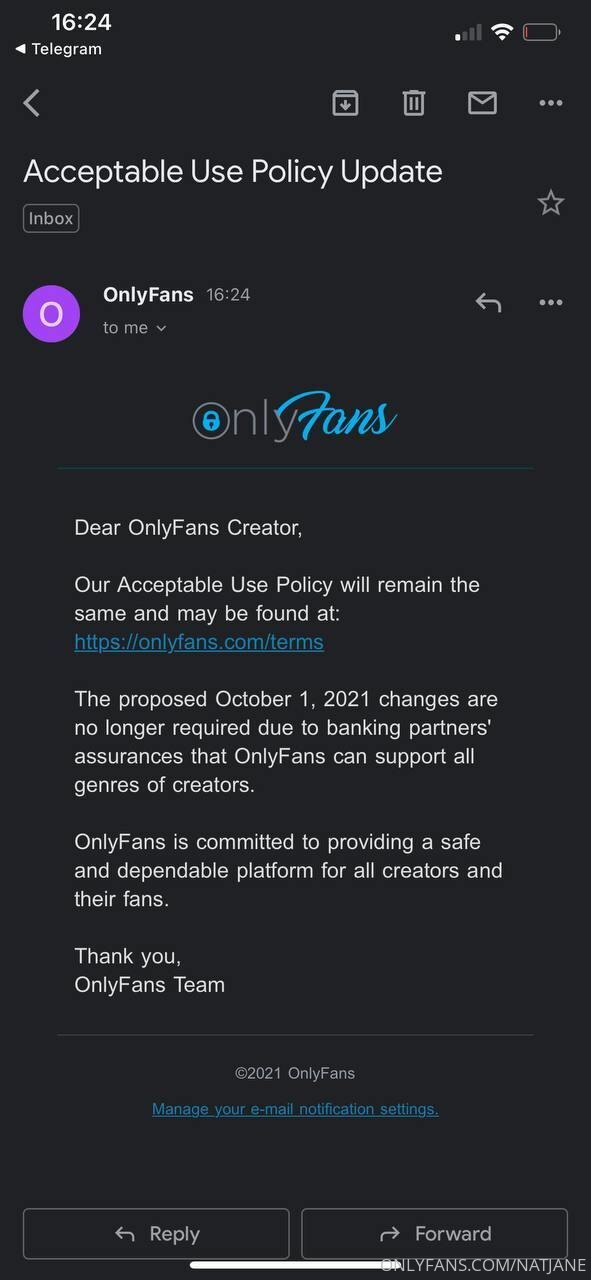 16:24
Telegram
Acceptable Use Policy Update
Inbox
O
OnlyFans 16:24
to me
OnlyFans
Dear OnlyFans Creator,
Our Acceptable Use Policy will remain the
same and may be found at:
https://onlyfans.com/terms
The proposed October 1, 2021 changes are
no longer required due to banking partners'
assurances that OnlyFans can support all
genres of creators.
OnlyFans is committed to providing a safe
and dependable platform for all creators and
their fans.
Thank you,
OnlyFans Team
©2021 OnlyFans
Manage your e-mail notification settings.
Reply
Forward
ONLYFANS.COM/NATJANE